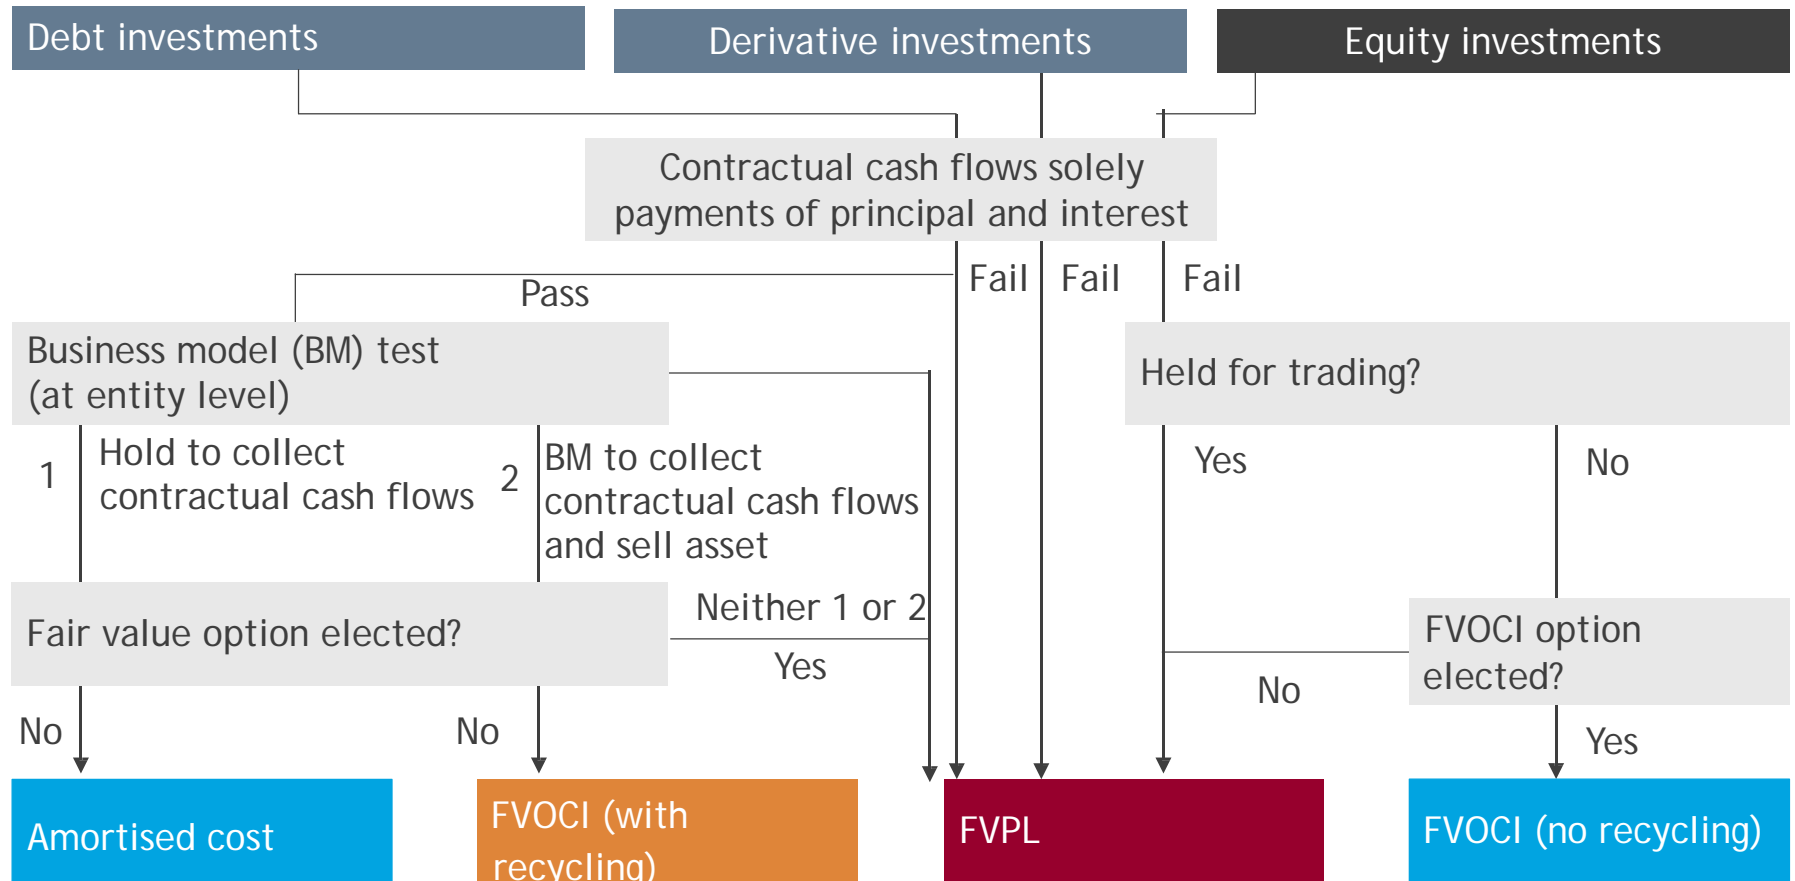 Debt investments
Derivative investments
Equity investments
Contractual cash flows solely
payments of principal and interest
Pass
Fail
Fail
Fail
Business model (BM) test
(at entity level)
Held for trading?
1
Hold to collect
contractual cash flows
2
BM to collect
contractual cash flows
and sell asset
Yes
No
Neither 1 or 2
Yes
Fair value option elected?
FVOCI option
elected?
No
No
No
Yes
Amortised cost
FVOCI (with
recycling)
FVPL
FVOCI (no recycling)